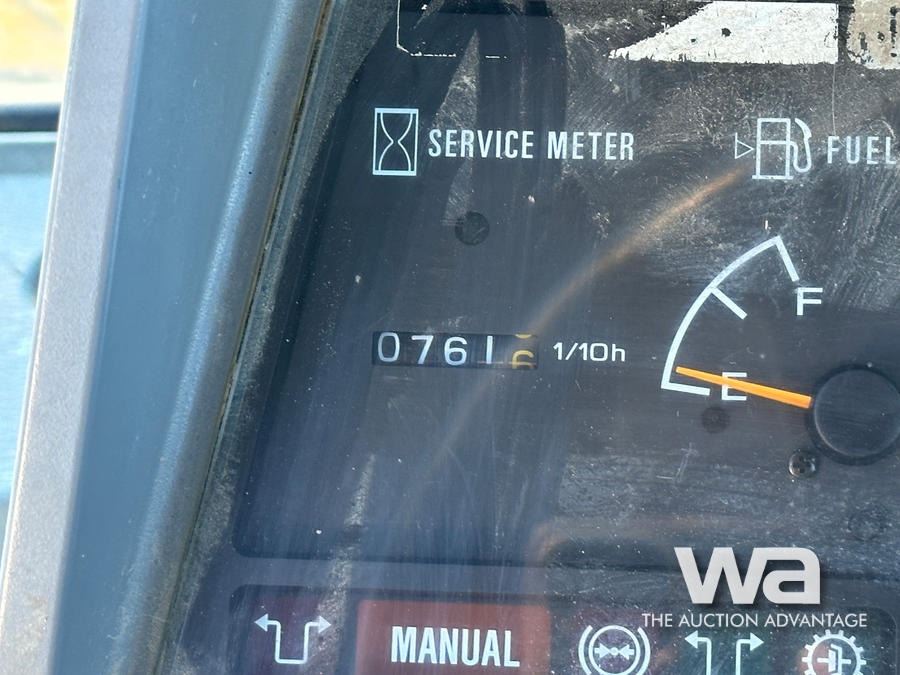 SERVICE METER
FUEL
F
0761 1/10h
E
wa
THE AUCTION ADVANTAGE
MANUAL